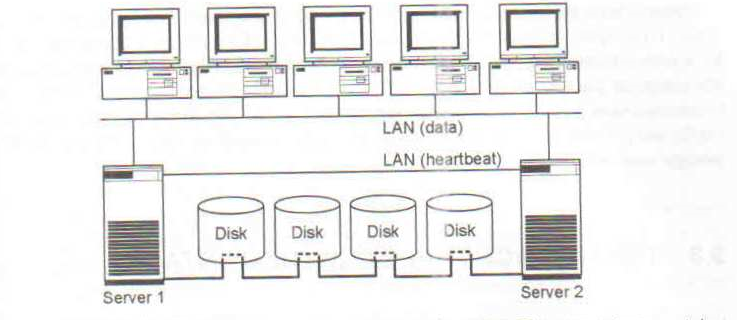 LAN (data)
LAN (heartbeat)
Disk Disk Disk Disk
Server 1 Server 2